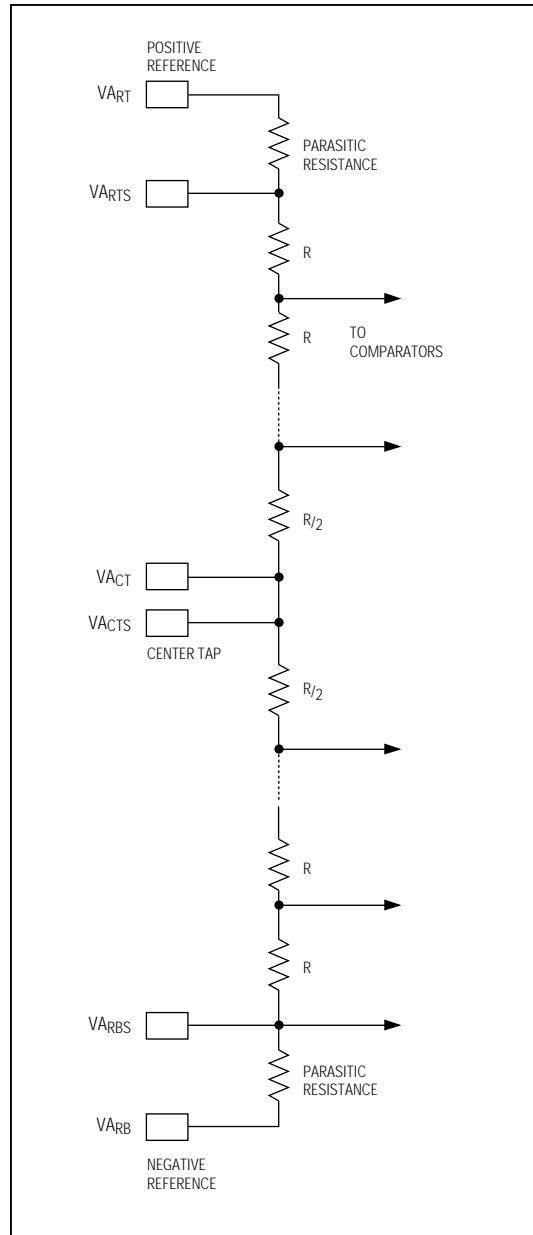 POSITIVE
REFERENCE
VART
PARASITIC
RESISTANCE
VARTS
R
R
TO
COMPARATORS
R/2
VACT
VACTS
CENTER TAP
R/2
R
R
VARBS
PARASITIC
RESISTANCE
VARB
NEGATIVE
REFERENCE